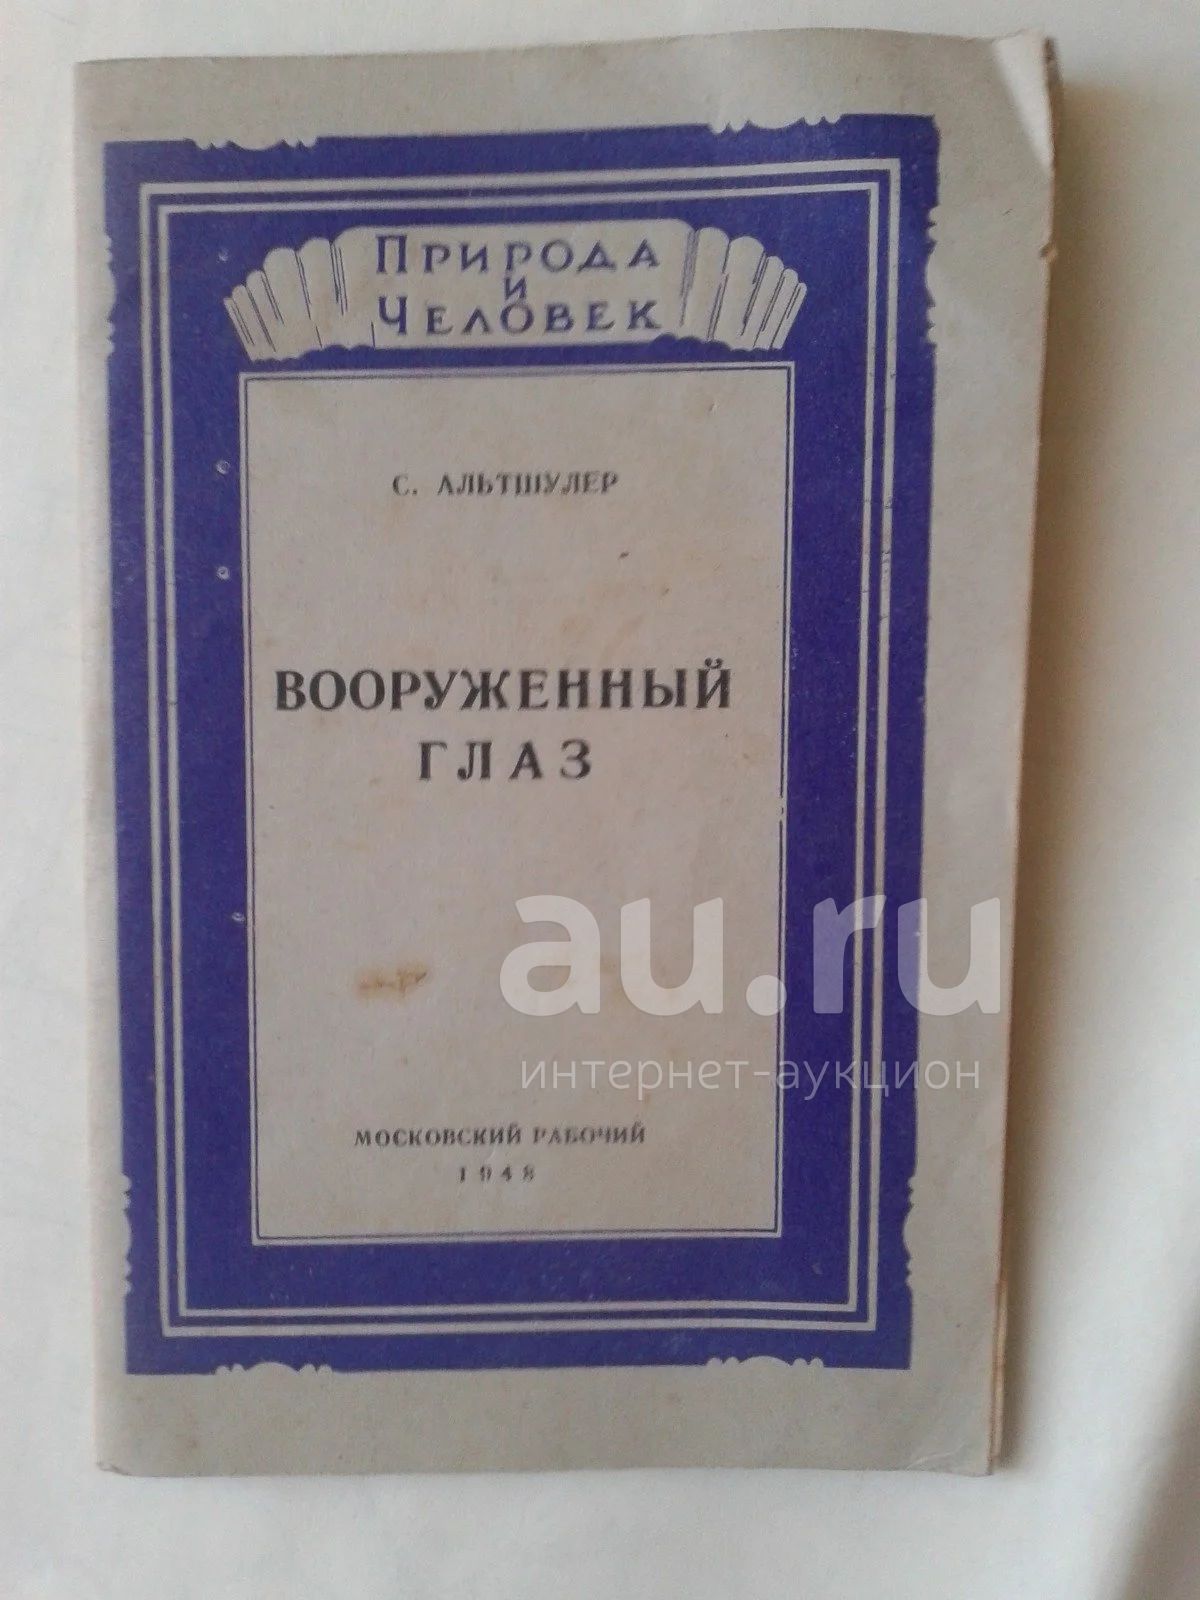 ПРИРОДА
И
ЧЕЛОВЕК
С. АЛЬТШУЛЕР
ВООРУЖЕННЫЙ
ГЛАЗ
au.ru
интернет-аукцион
МОСКОВСКИЙ РАБОЧИЙ
1948